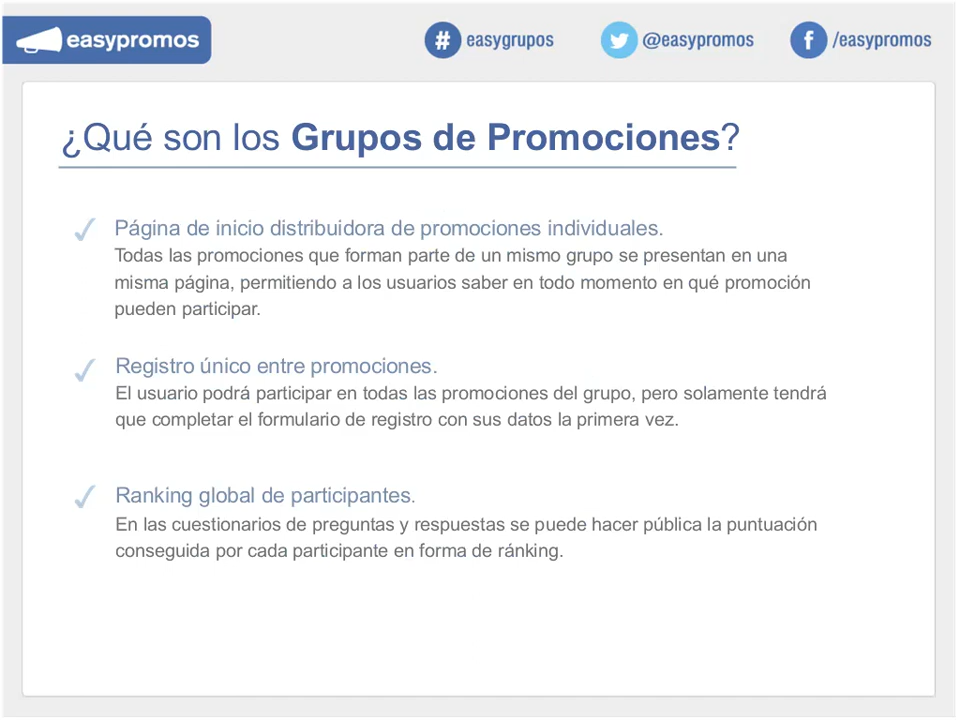 easypromos
# easygrupos
@easypromos
f /easypromos
¿Qué son los Grupos de Promociones?
Página de inicio distribuidora de promociones individuales.
Todas las promociones que forman parte de un mismo grupo se presentan en una
misma página, permitiendo a los usuarios saber en todo momento en qué promoción
pueden participar.
Registro único entre promociones.
El usuario podrá participar en todas las promociones del grupo, pero solamente tendrá
que completar el formulario de registro con sus datos la primera vez.
Ranking global de participantes.
En las cuestionarios de preguntas y respuestas se puede hacer pública la puntuación
conseguida por cada participante en forma de ránking.